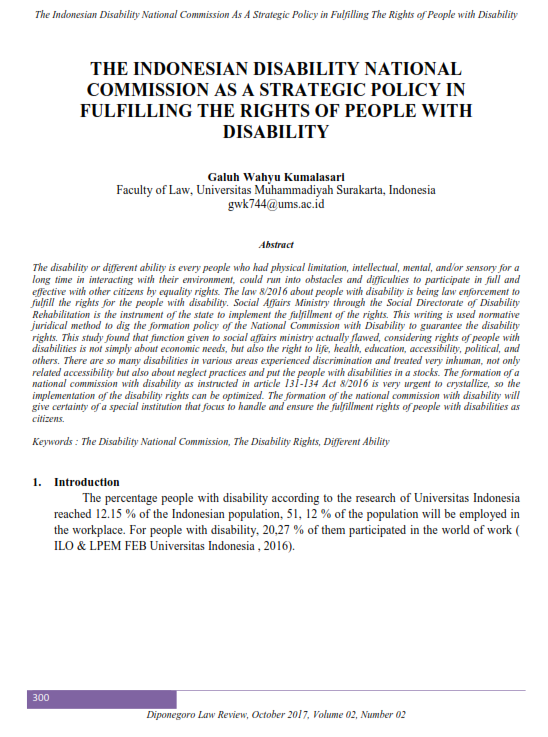 The Indonesian Disability National Commission As A Strategic Policy in Fulfilling The Rights of People with Disability
THE INDONESIAN DISABILITY NATIONAL
COMMISSION AS A STRATEGIC POLICY IN
FULFILLING THE RIGHTS OF PEOPLE WITH
DISABILITY
Galuh Wahyu Kumalasari
Faculty of Law, Universitas Muhammadiyah Surakarta, Indonesia
gwk744@ums.ac.id
Abstract
The disability or different ability is every people who had physical limitation, intellectual, mental, and/or sensory for a
long time in interacting with their environment, could run into obstacles and difficulties to participate in full and
effective with other citizens by equality rights. The law 8/2016 about people with disability is being law enforcement to
fulfill the rights for the people with disability. Social Affairs Ministry through the Social Directorate of Disability
Rehabilitation is the instrument of the state to implement the fulfillment of the rights. This writing is used normative
juridical method to dig the formation policy of the National Commission with Disability to guarantee the disability
rights. This study found that function given to social affairs ministry actually flawed, considering rights of people with
disabilities is not simply about economic needs, but also the right to life, health, education, accessibility, political, and
others. There are so many disabilities in various areas experienced discrimination and treated very inhuman, not only
related accessibility but also about neglect practices and put the people with disabilities in a stocks. The formation of a
national commission with disability as instructed in article 131-134 Act 8/2016 is very urgent to crystallize, so the
implementation of the disability rights can be optimized. The formation of the national commission with disability will
give certainty of a special institution that focus to handle and ensure the fulfillment rights of people with disabilities as
citizens.
Keywords : The Disability National Commission, The Disability Rights, Different Ability
1. Introduction
The percentage people with disability according to the research of Universitas Indonesia
reached 12.15 % of the Indonesian population, 51, 12 % of the population will be employed in
the workplace. For people with disability, 20,27 % of them participated in the world of work (
ILO & LPEM FEB Universitas Indonesia , 2016).
300
Diponegoro Law Review, October 2017, Volume 02, Number 02